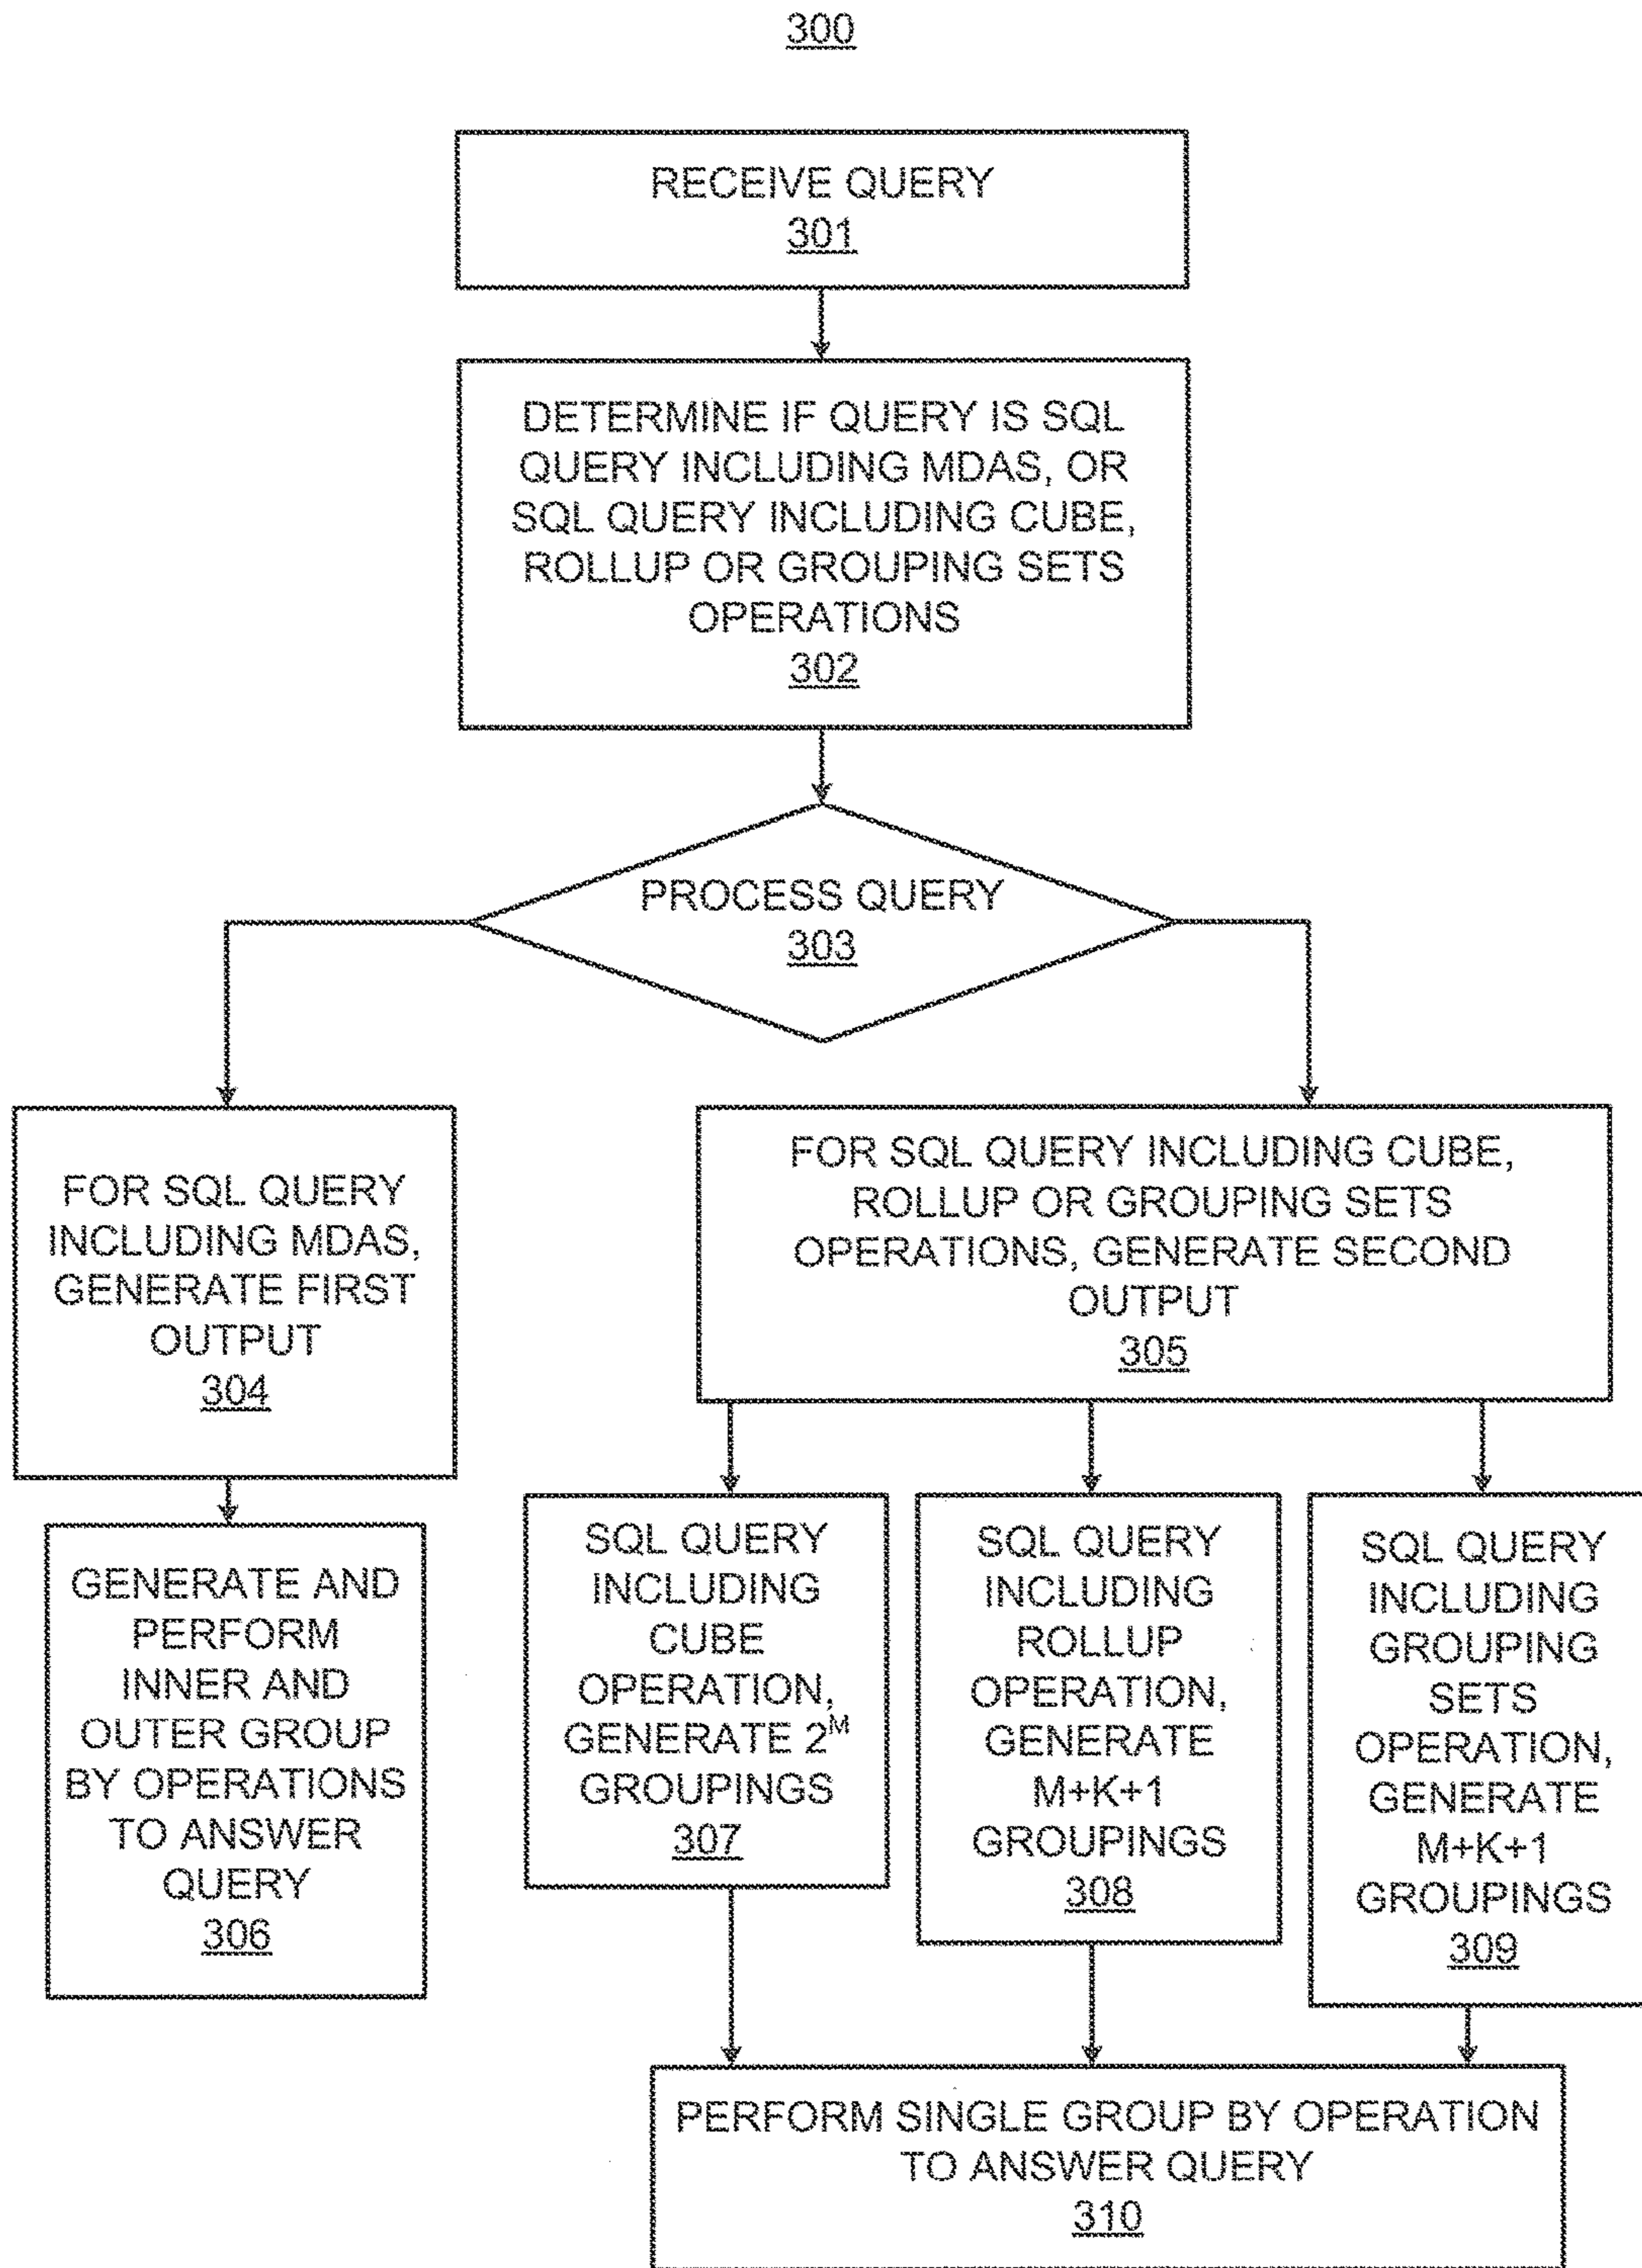 300
RECEIVE QUERY
301
DETERMINE IF QUERY IS SQL
QUERY INCLUDING MDAS, OR
SQL QUERY INCLUDING CUBE,
ROLLUP OR GROUPING SETS
OPERATIONS
302
PROCESS QUERY
303
FOR SQL QUERY
INCLUDING MDAS,
GENERATE FIRST
OUTPUT
304
FOR SQL QUERY INCLUDING CUBE,
ROLLUP OR GROUPING SETS
OPERATIONS, GENERATE SECOND
OUTPUT
305
GENERATE AND
PERFORM
INNER AND
OUTER GROUP
BY OPERATIONS
TO ANSWER
QUERY
306
SQL QUERY
INCLUDING
CUBE
OPERATION,
GENERATE 2^M
GROUPINGS
307
SQL QUERY
INCLUDING
ROLLUP
OPERATION,
GENERATE
M+K+1
GROUPINGS
308
SQL QUERY
INCLUDING
GROUPING
SETS
OPERATION,
GENERATE
M+K+1
GROUPINGS
309
PERFORM SINGLE GROUP BY OPERATION
TO ANSWER QUERY
310